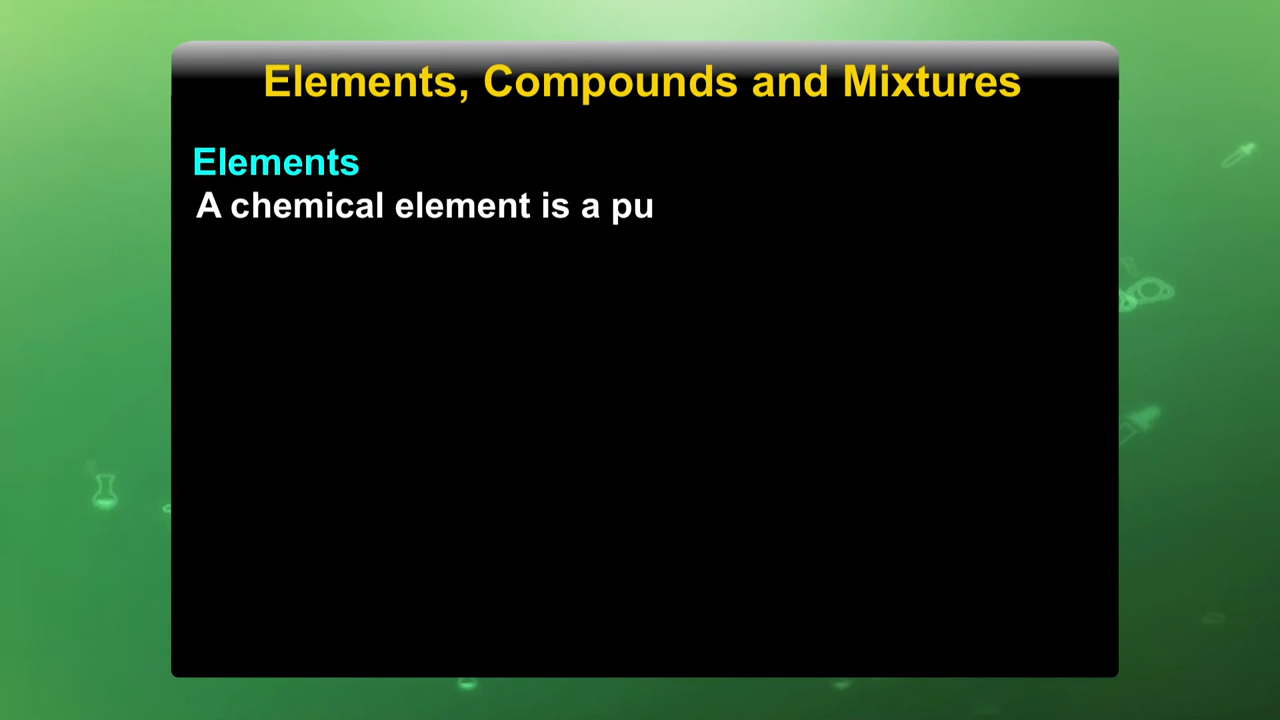 Elements, Compounds and Mixtures
Elements
A chemical element is a pu